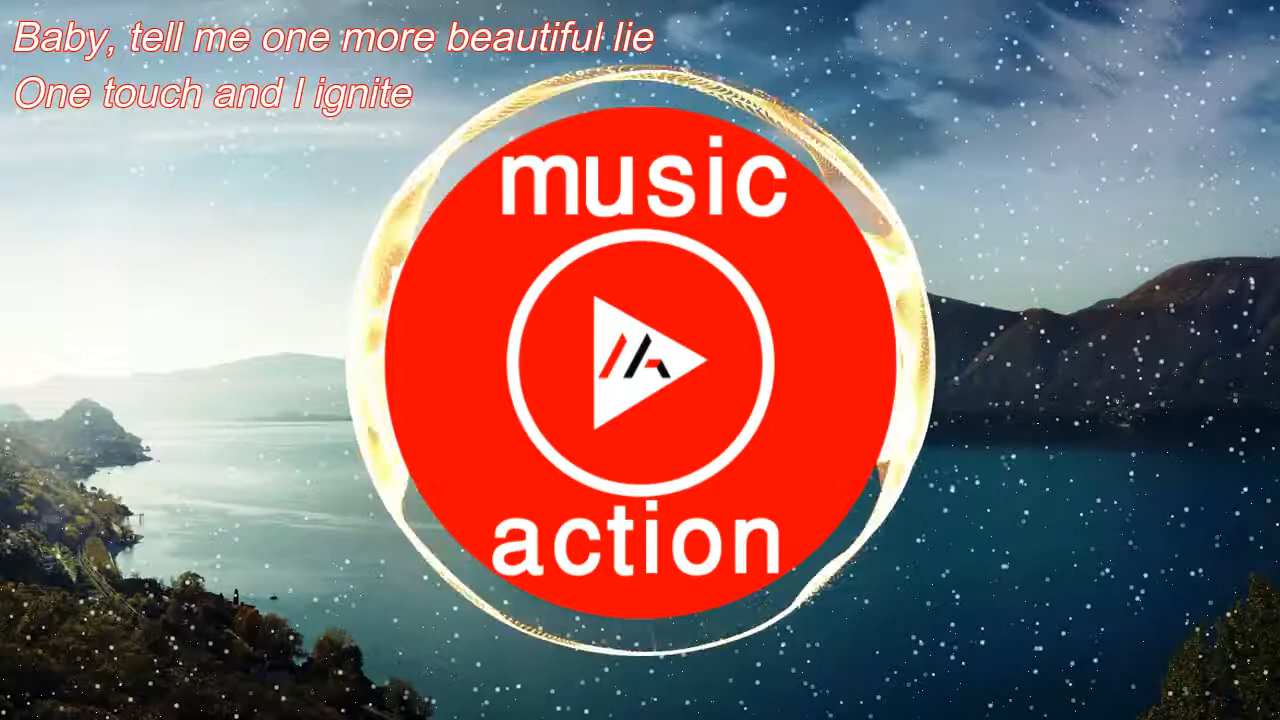 Baby, tell me one more beautiful lie
One touch and I ignite
music
action